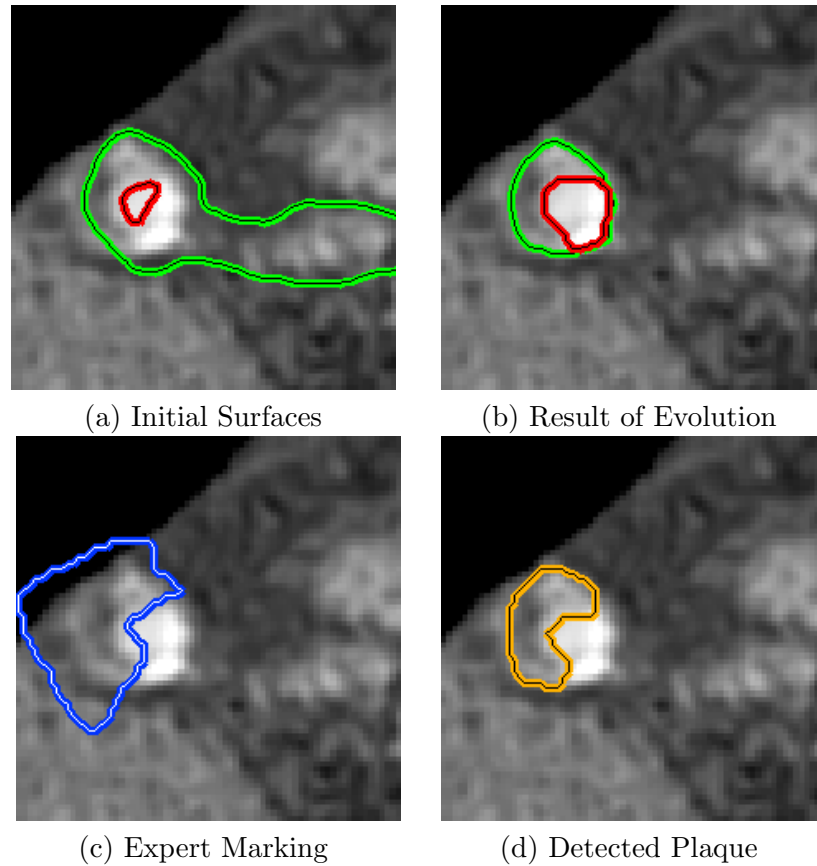 (a) Initial Surfaces
(b) Result of Evolution
(c) Expert Marking
(d) Detected Plaque